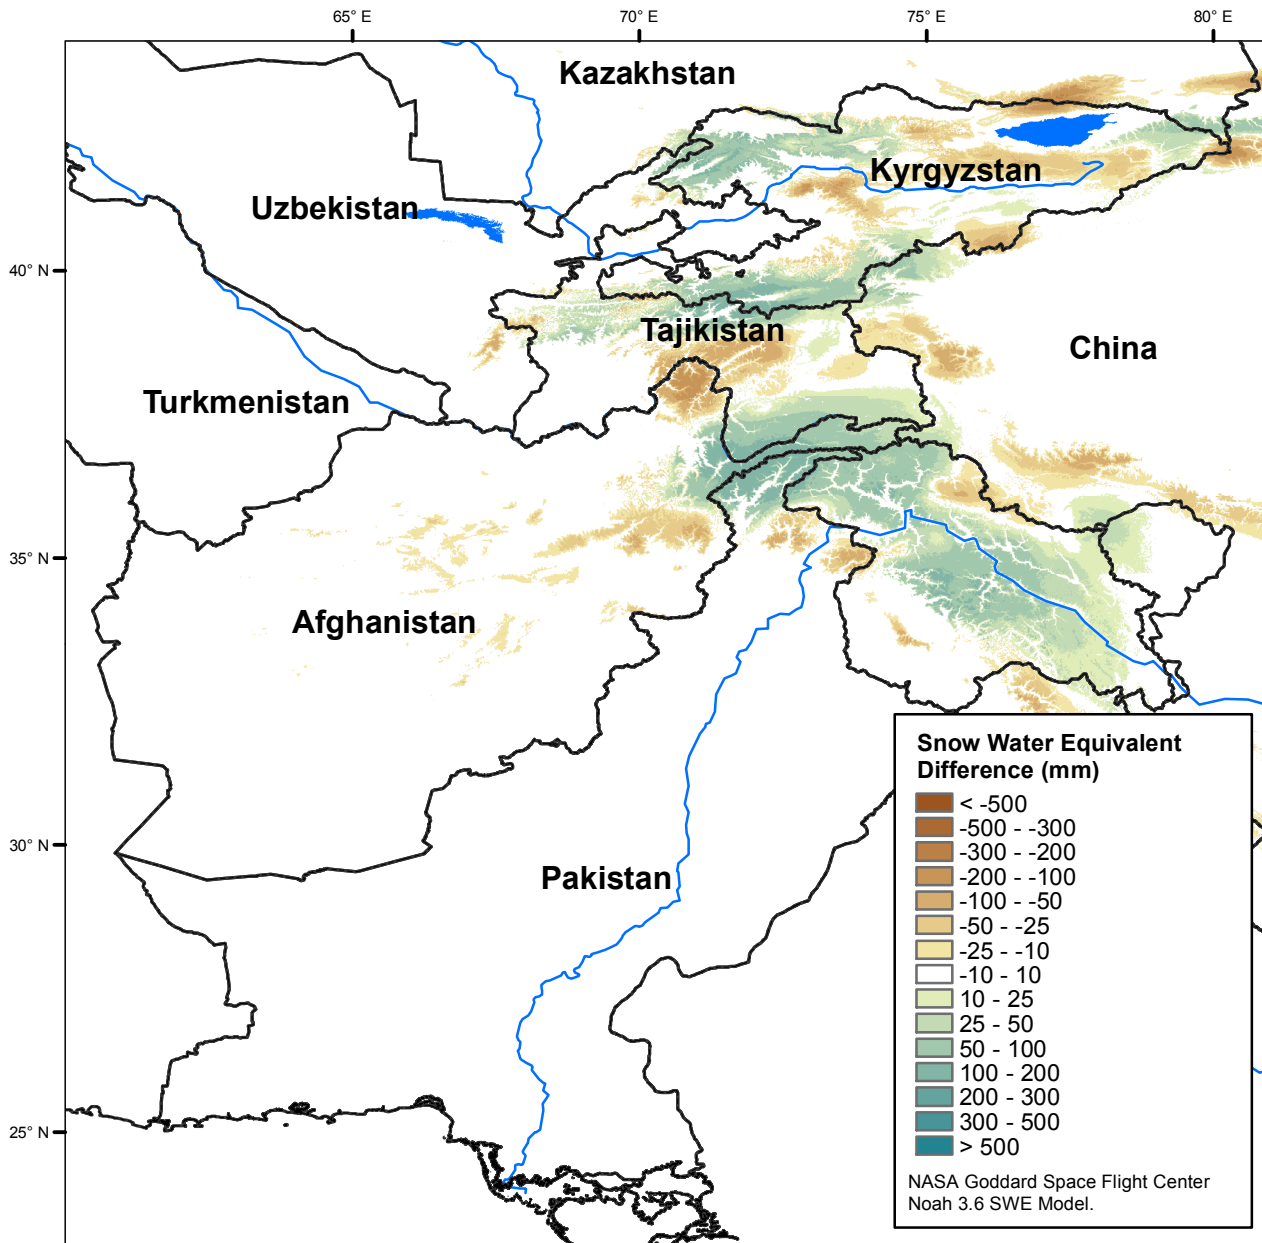 65° E
70° E
75° E
80° E
Kazakhstan
Kyrgyzstan
Uzbekistan
40° N
Tajikistan
China
Turkmenistan
35° N
Afghanistan
30° N
Pakistan
25° N
Snow Water Equivalent
Difference (mm)
< -500
-500 - -300
-300 - -200
-200 - -100
-100 - -50
-50 - -25
-25 - -10
-10 - 10
10 - 25
25 - 50
50 - 100
100 - 200
200 - 300
300 - 500
> 500
NASA Goddard Space Flight Center
Noah 3.6 SWE Model.